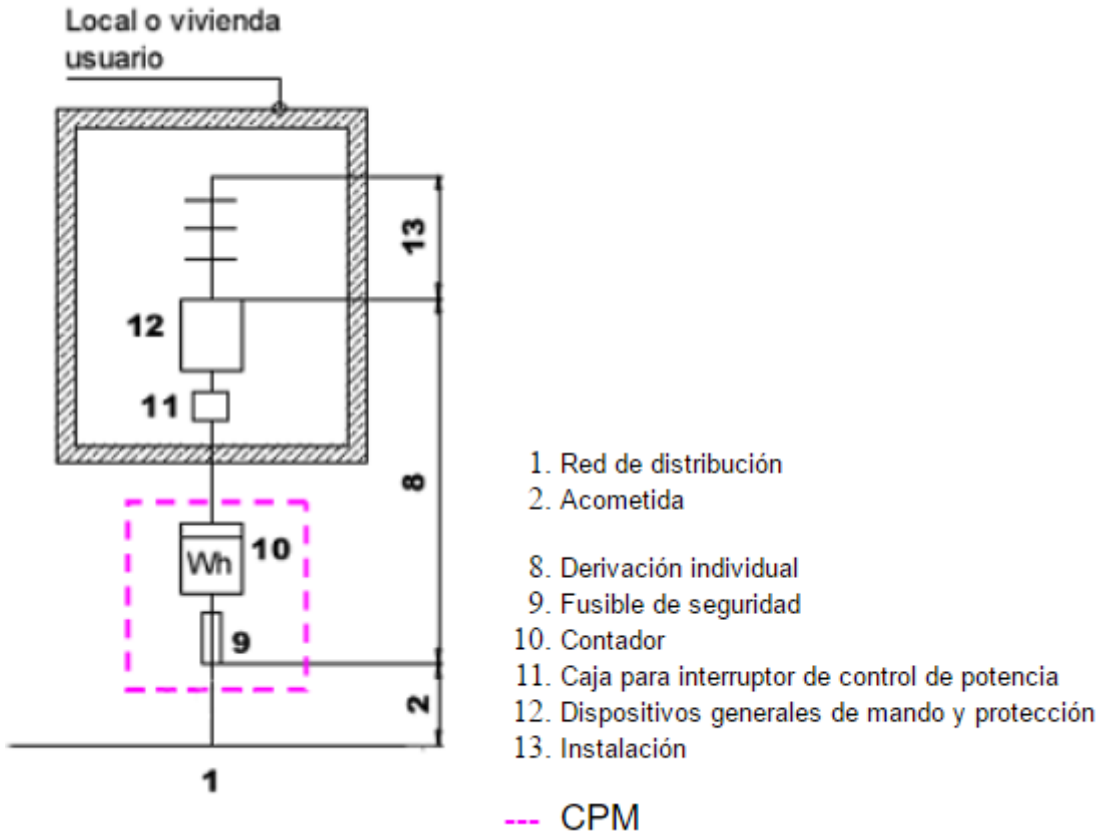 Local o vivienda
usuario
13
12
11
8
10
Wh
9
2
1
1. Red de distribución
2. Acometida
8. Derivación individual
9. Fusible de seguridad
10. Contador
11. Caja para interruptor de control de potencia
12. Dispositivos generales de mando y protección
13. Instalación
--- CPM